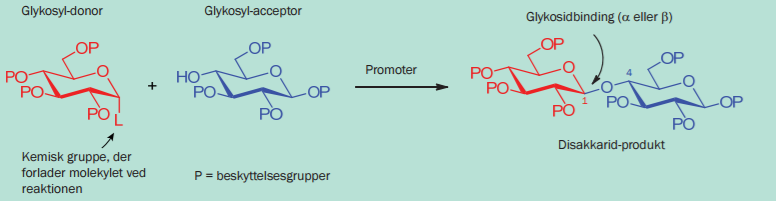 Glykosyl-donor
Glykosyl-acceptor
Glykosidbinding (α eller β)
OP
PO
O
PO
PO
L
+
OP
HO
O
PO
OP
PO
Promoter
OP
PO
O
PO
PO
1
O
4
OP
O
PO
OP
PO
Kemisk gruppe, der
forlader molekylet ved
reaktionen
P = beskyttelsesgrupper
Disakkarid-produkt